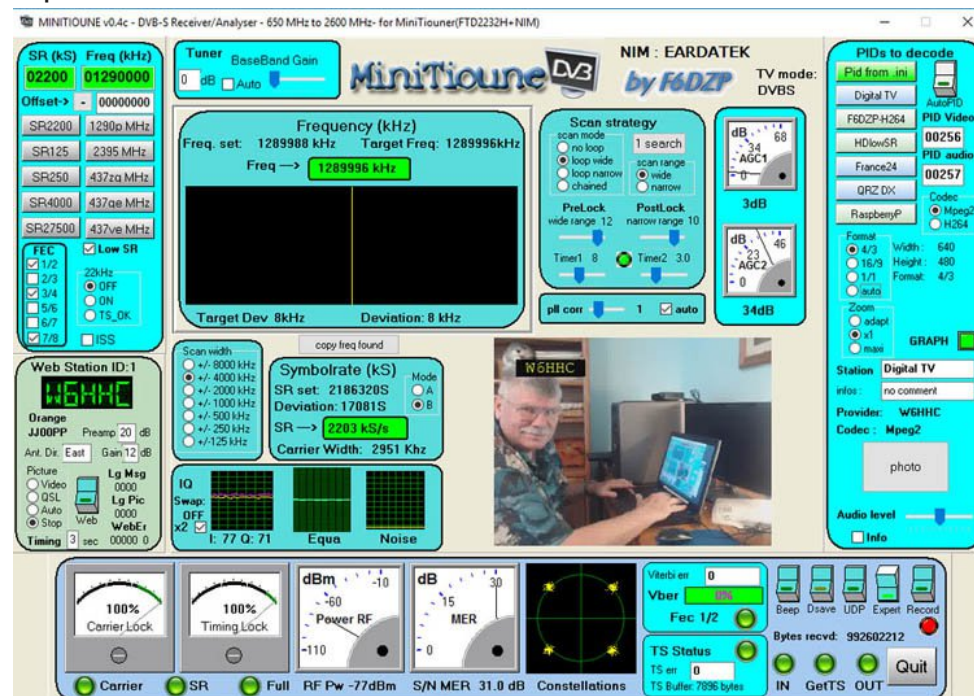 MINITIOUNE v0.4c - DVB-S Receiver/Analyser - 650 MHz to 2600 MHz- for MiniTiouner(FTD2232H+NIM)
SR (kS) Freq (kHz)
02200 01290000
Offset-> - 00000000
SR2200 1290p MHz
SR125 2395 MHz
SR250 437za MHz
SR4000 437qe MHz
SR27500 437ve MHz
FEC
1/2
2/3
3/4
5/6
6/7
7/8
Low SR
22kHz
OFF
ON
TS_OK
ISS
Tuner
BaseBand Gain
0 dB Auto
MiniTioune DVB
NIM : EARDATEK
by F6DZP
TV mode:
DVBS
Frequency (kHz)
Freq. set: 1289988 kHz Target Freq: 1289996kHz
Freq —> 1289996 kHz
Target Dev 8kHz Deviation: 8 kHz
Scan strategy
scan mode
no loop
loop wide
loop narrow
chained
1 search
scan range
wide
narrow
PreLock PostLock
wide range 12 narrow range 10
Timer1 8 Timer2 3.0
pll corr 1 auto
dB 68
34
AGC1
0
3dB
dB 46
23
AGC2
0
34dB
PIDs to decode
Pid from .ini
Digital TV
F6DZP-H264
HDlowSR
France24
QRZ DX
RaspberryP
AutoPID
PID Video
00256
PID audio
00257
Codec
Mpeg2
H264
Format
4/3
16/9
1/1
auto
Width : 640
Height : 480
Format: 4/3
Zoom
adapt
x1
maxi
GRAPH
Station Digital TV
infos : no comment
Provider: W6HHC
Codec : Mpeg2
photo
Audio level
Info
Web Station ID:1
W6HHC
Orange
JJ00PP Preamp 20 dB
Ant. Dir. East Gain 12 dB
Picture
Video
QSL
Auto
Stop
Web
Lg Msg
0000
Lg Pic
0000
WebEr
Timing 3 sec 00000 0
Scan width
+/- 8000 kHz
+/- 4000 kHz
+/- 2000 kHz
+/- 1000 kHz
+/- 500 kHz
+/- 250 kHz
+/-125 kHz
copy freq found
Symbolrate (kS)
SR set: 2186320S
Deviation: 17081S
SR —> 2203 kS/s
Carrier Width: 2951 Khz
Mode
A
B
IQ
Swap:
OFF
x2
I: 77 Q: 71 Equa Noise
W6HHC
100%
Carrier Lock
100%
Timing Lock
dBm -10
-60
Power RF
-110
dB 30
15
MER
0
Carrier SR Full RF Pw -77dBm S/N MER 31.0 dB Constellations
Viterbi err 0
Vber 0%
Fec 1/2
TS Status
TS err 0
TS Buffer: 7896 bytes
Beep Dsave UDP Expert Record
Bytes recvd: 992602212
IN GetTS OUT
Quit